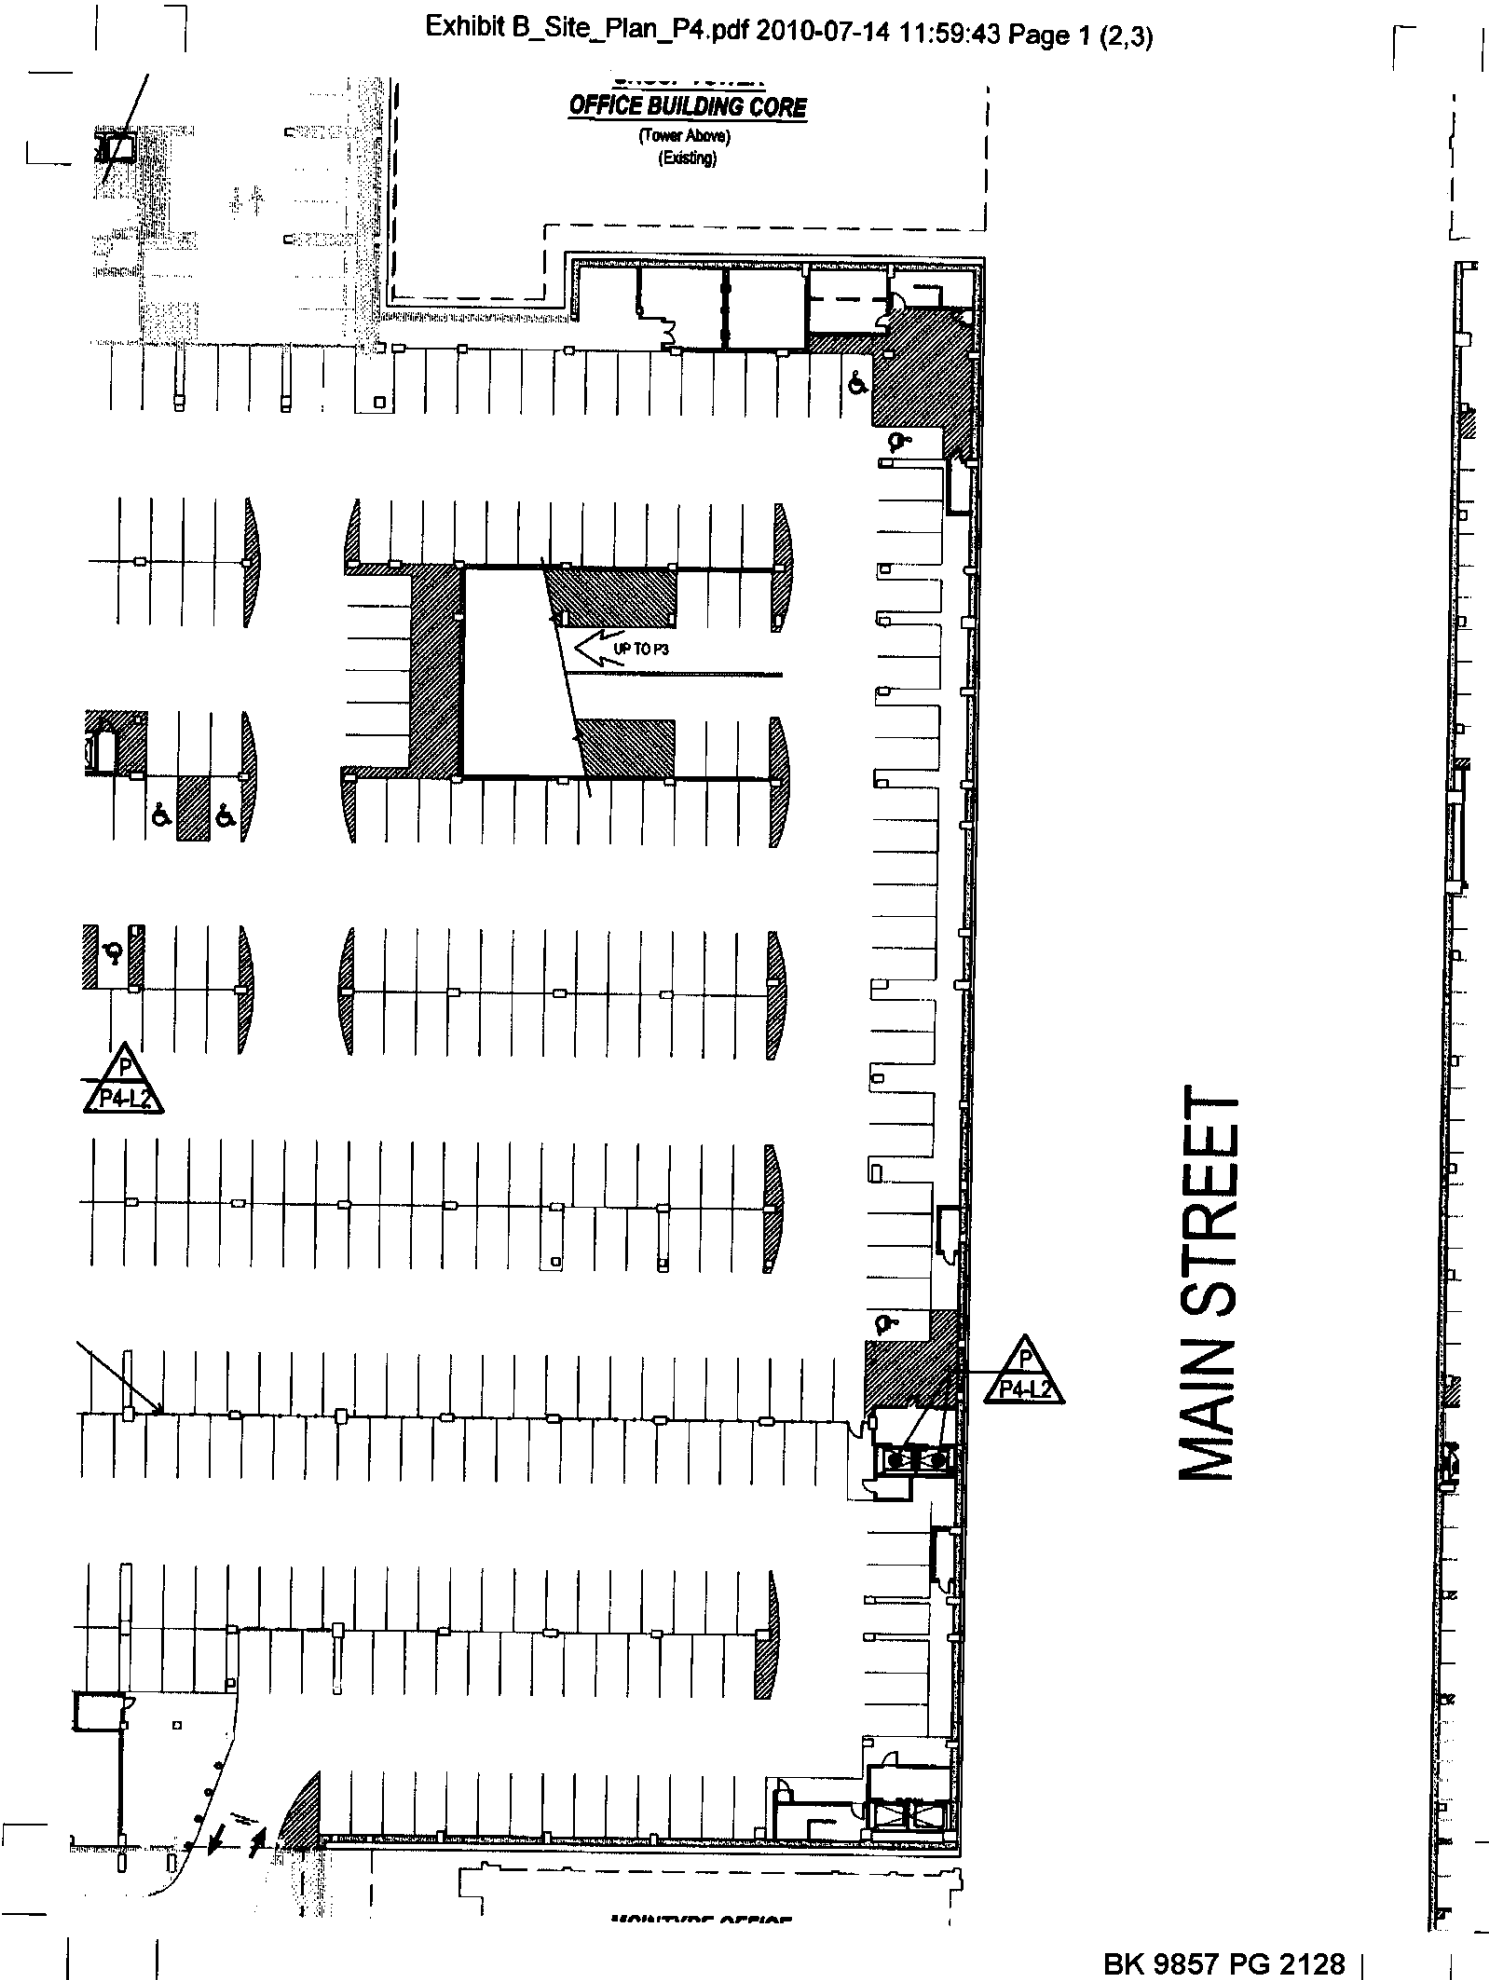 Exhibit B_Site_Plan_P4.pdf 2010-07-14 11:59:43 Page 1 (2,3)
OFFICE BUILDING CORE
(Tower Above)
(Existing)
UP TO P3
P
P4-L2
MAIN STREET
P
P4-L2
BK 9857 PG 2128